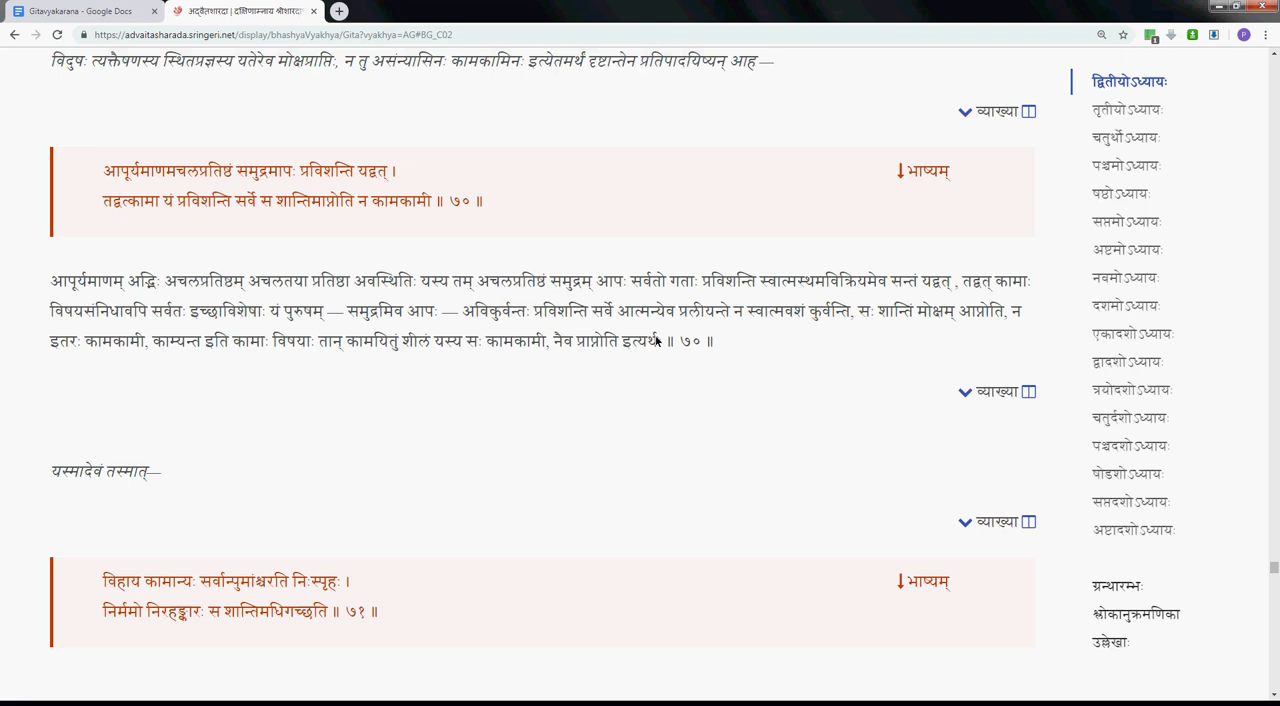 Gitavyakarana - Google Docs
अद्वैतशारदा | दक्षिणाम्नाय श्रीशारदा
https://advaitasharada.sringeri.net/display/bhashyaVyakhya/Gita?vyakhya=AG#BG_C02
विदुषः त्यक्तैषणस्य स्थितप्रज्ञस्य यतेरेव मोक्षप्राप्तिः, न तु असंन्यासिनः कामकामिनः इत्येतमर्थं दृष्टान्तेन प्रतिपादयिष्यन् आह —
व्याख्या
आपूर्यमाणमचलप्रतिष्ठं समुद्रमापः प्रविशन्ति यद्वत् ।
तद्वत्कामा यं प्रविशन्ति सर्वे स शान्तिमाप्नोति न कामकामी ॥ ७० ॥
भाष्यम्
आपूर्यमाणम् अद्भिः अचलप्रतिष्ठम् अचलतया प्रतिष्ठा अवस्थितिः यस्य तम् अचलप्रतिष्ठं समुद्रम् आपः सर्वतो गताः प्रविशन्ति स्वात्मस्थमविक्रियमेव सन्तं यद्वत् , तद्वत् कामाः
विषयसंनिधावपि सर्वतः इच्छाविशेषाः यं पुरुषम् — समुद्रमिव आपः — अविकुर्वन्तः प्रविशन्ति सर्वे आत्मन्येव प्रलीयन्ते न स्वात्मवशं कुर्वन्ति, सः शान्तिं मोक्षम् आप्नोति, न
इतरः कामकामी, काम्यन्त इति कामाः विषयाः तान् कामयितुं शीलं यस्य सः कामकामी, नैव प्राप्नोति इत्यर्थः ॥ ७० ॥
व्याख्या
यस्मादेवं तस्मात्—
व्याख्या
विहाय कामान्यः सर्वान्पुमांश्चरति निःस्पृहः ।
निर्ममो निरहङ्कारः स शान्तिमधिगच्छति ॥ ७१ ॥
भाष्यम्
द्वितीयोऽध्यायः
तृतीयोऽध्यायः
चतुर्थोऽध्यायः
पञ्चमोऽध्यायः
षष्ठोऽध्यायः
सप्तमोऽध्यायः
अष्टमोऽध्यायः
नवमोऽध्यायः
दशमोऽध्यायः
एकादशोऽध्यायः
द्वादशोऽध्यायः
त्रयोदशोऽध्यायः
चतुर्दशोऽध्यायः
पञ्चदशोऽध्यायः
षोडशोऽध्यायः
सप्तदशोऽध्यायः
अष्टादशोऽध्यायः
ग्रन्थारम्भः
श्लोकानुक्रमणिका
उल्लेखाः
1
P